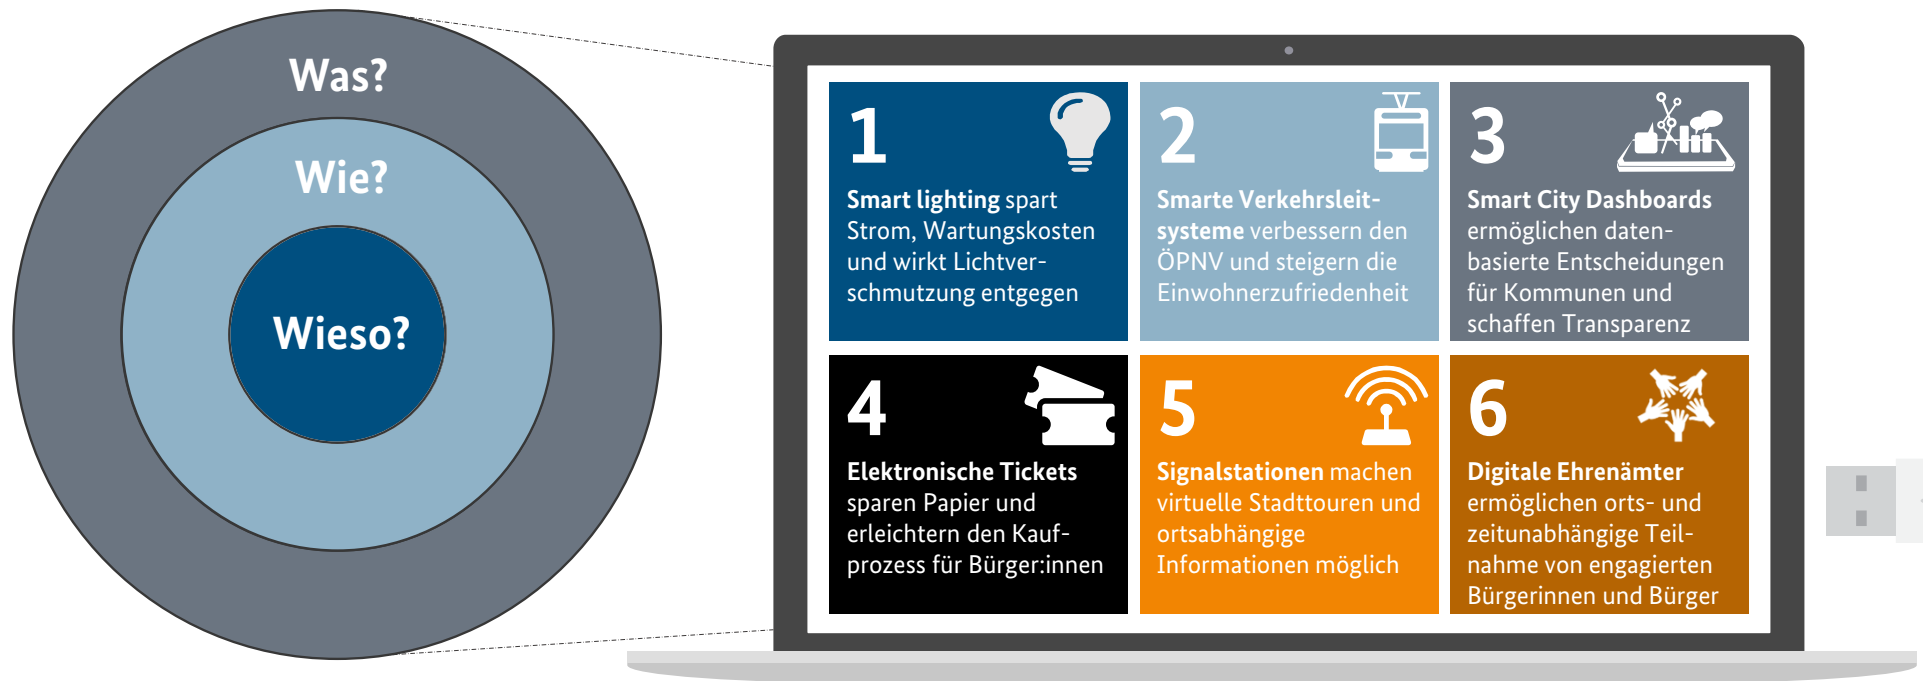 Was?
Wie?
Wieso?
1
Smart lighting spart
Strom, Wartungskosten
und wirkt Lichtver-
schmutzung entgegen
2
Smarte Verkehrsleit-
systeme verbessern den
ÖPNV und steigern die
Einwohnerzufriedenheit
3
Smart City Dashboards
ermöglichen daten-
basierte Entscheidungen
für Kommunen und
schaffen Transparenz
4
Elektronische Tickets
sparen Papier und
erleichtern den Kauf-
prozess für Bürger:innen
5
Signalstationen machen
virtuelle Stadttouren und
ortsabhängige
Informationen möglich
6
Digitale Ehrenämter
ermöglichen orts- und
zeitunabhängige Teil-
nahme von engagierten
Bürgerinnen und Bürger